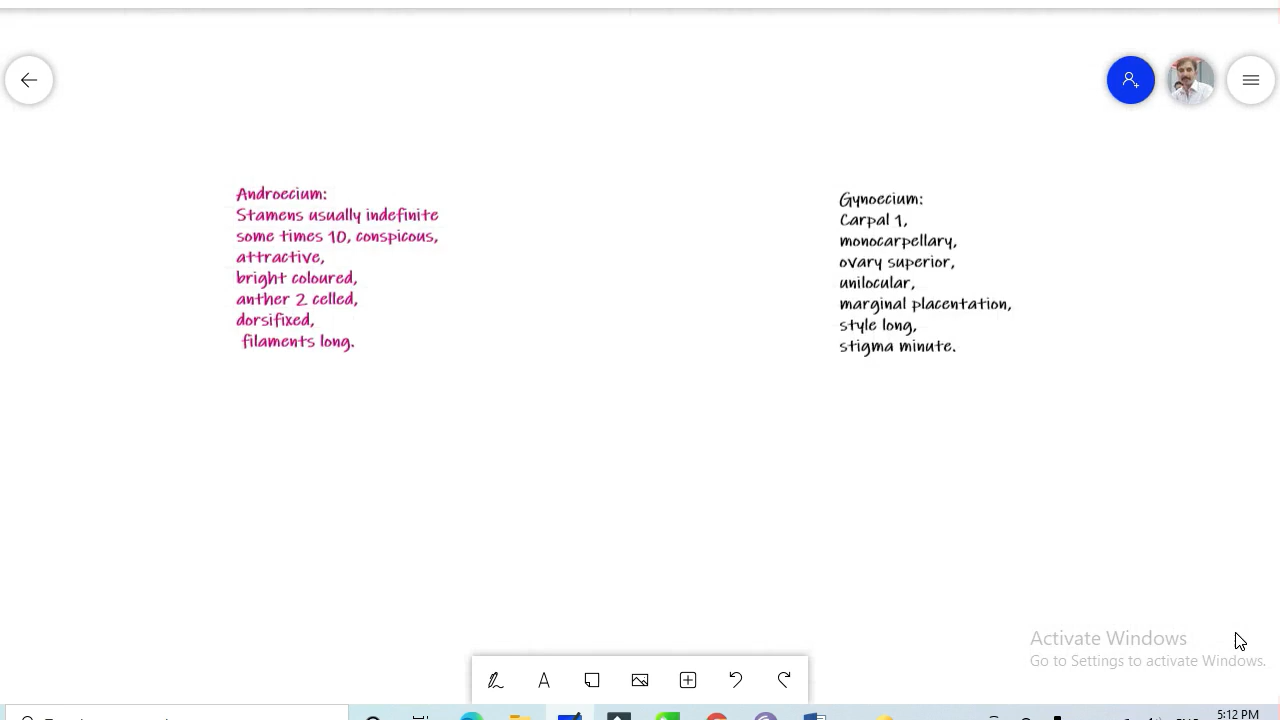 Androecium:
Stamens usually indefinite
some times 10, conspicous,
attractive,
bright coloured,
anther 2 celled,
dorsifixed,
filaments long.
Gynoecium:
Carpal 1,
monocarpellary,
ovary superior,
unilocular,
marginal placentation,
style long,
stigma minute.
Activate Windows
Go to Settings to activate Windows.
5:12 PM